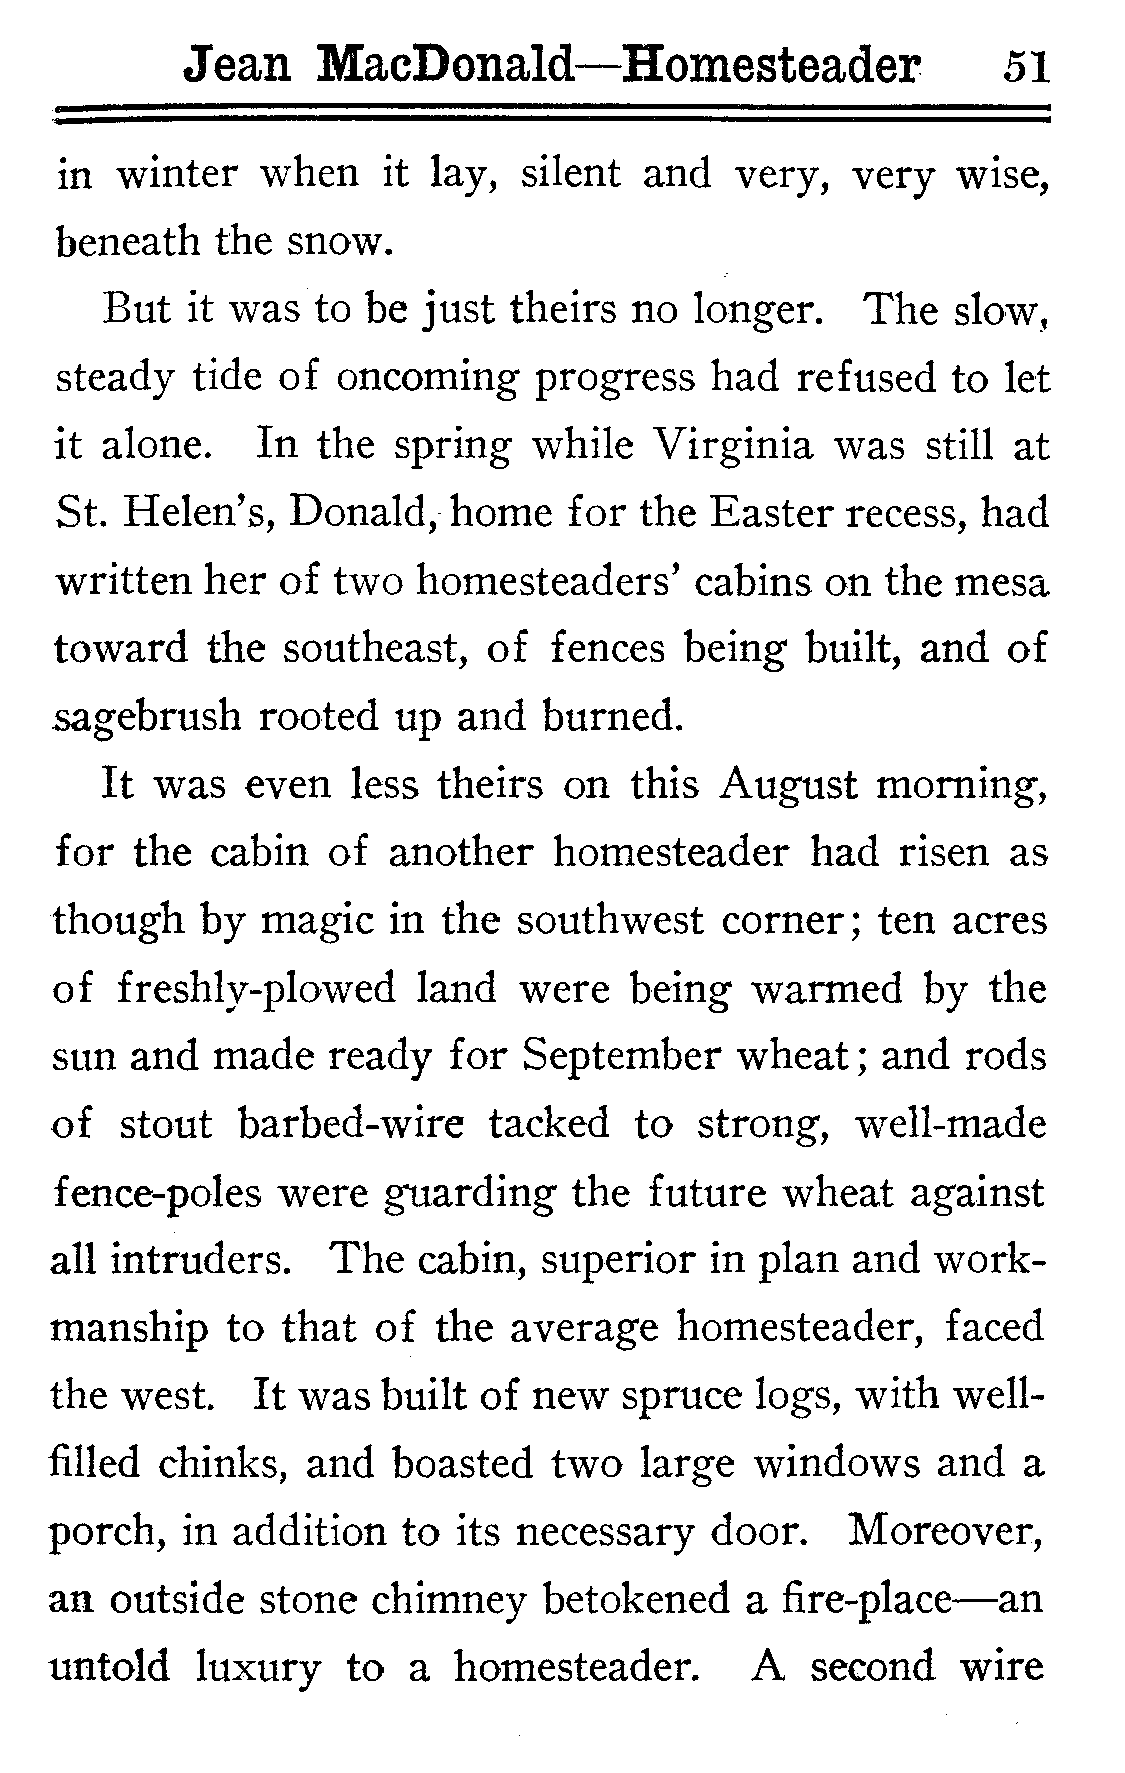 Jean MacDonald—Homesteader 51
in winter when it lay, silent and very, very wise,
beneath the snow.
But it was to be just theirs no longer. The slow,
steady tide of oncoming progress had refused to let
it alone. In the spring while Virginia was still at
St. Helen's, Donald, home for the Easter recess, had
written her of two homesteaders' cabins on the mesa
toward the southeast, of fences being built, and of
sagebrush rooted up and burned.
It was even less theirs on this August morning,
for the cabin of another homesteader had risen as
though by magic in the southwest corner; ten acres
of freshly-plowed land were being warmed by the
sun and made ready for September wheat; and rods
of stout barbed-wire tacked to strong, well-made
fence-poles were guarding the future wheat against
all intruders. The cabin, superior in plan and work-
manship to that of the average homesteader, faced
the west. It was built of new spruce logs, with well-
filled chinks, and boasted two large windows and a
porch, in addition to its necessary door. Moreover,
an outside stone chimney betokened a fire-place—an
untold luxury to a homesteader. A second wire